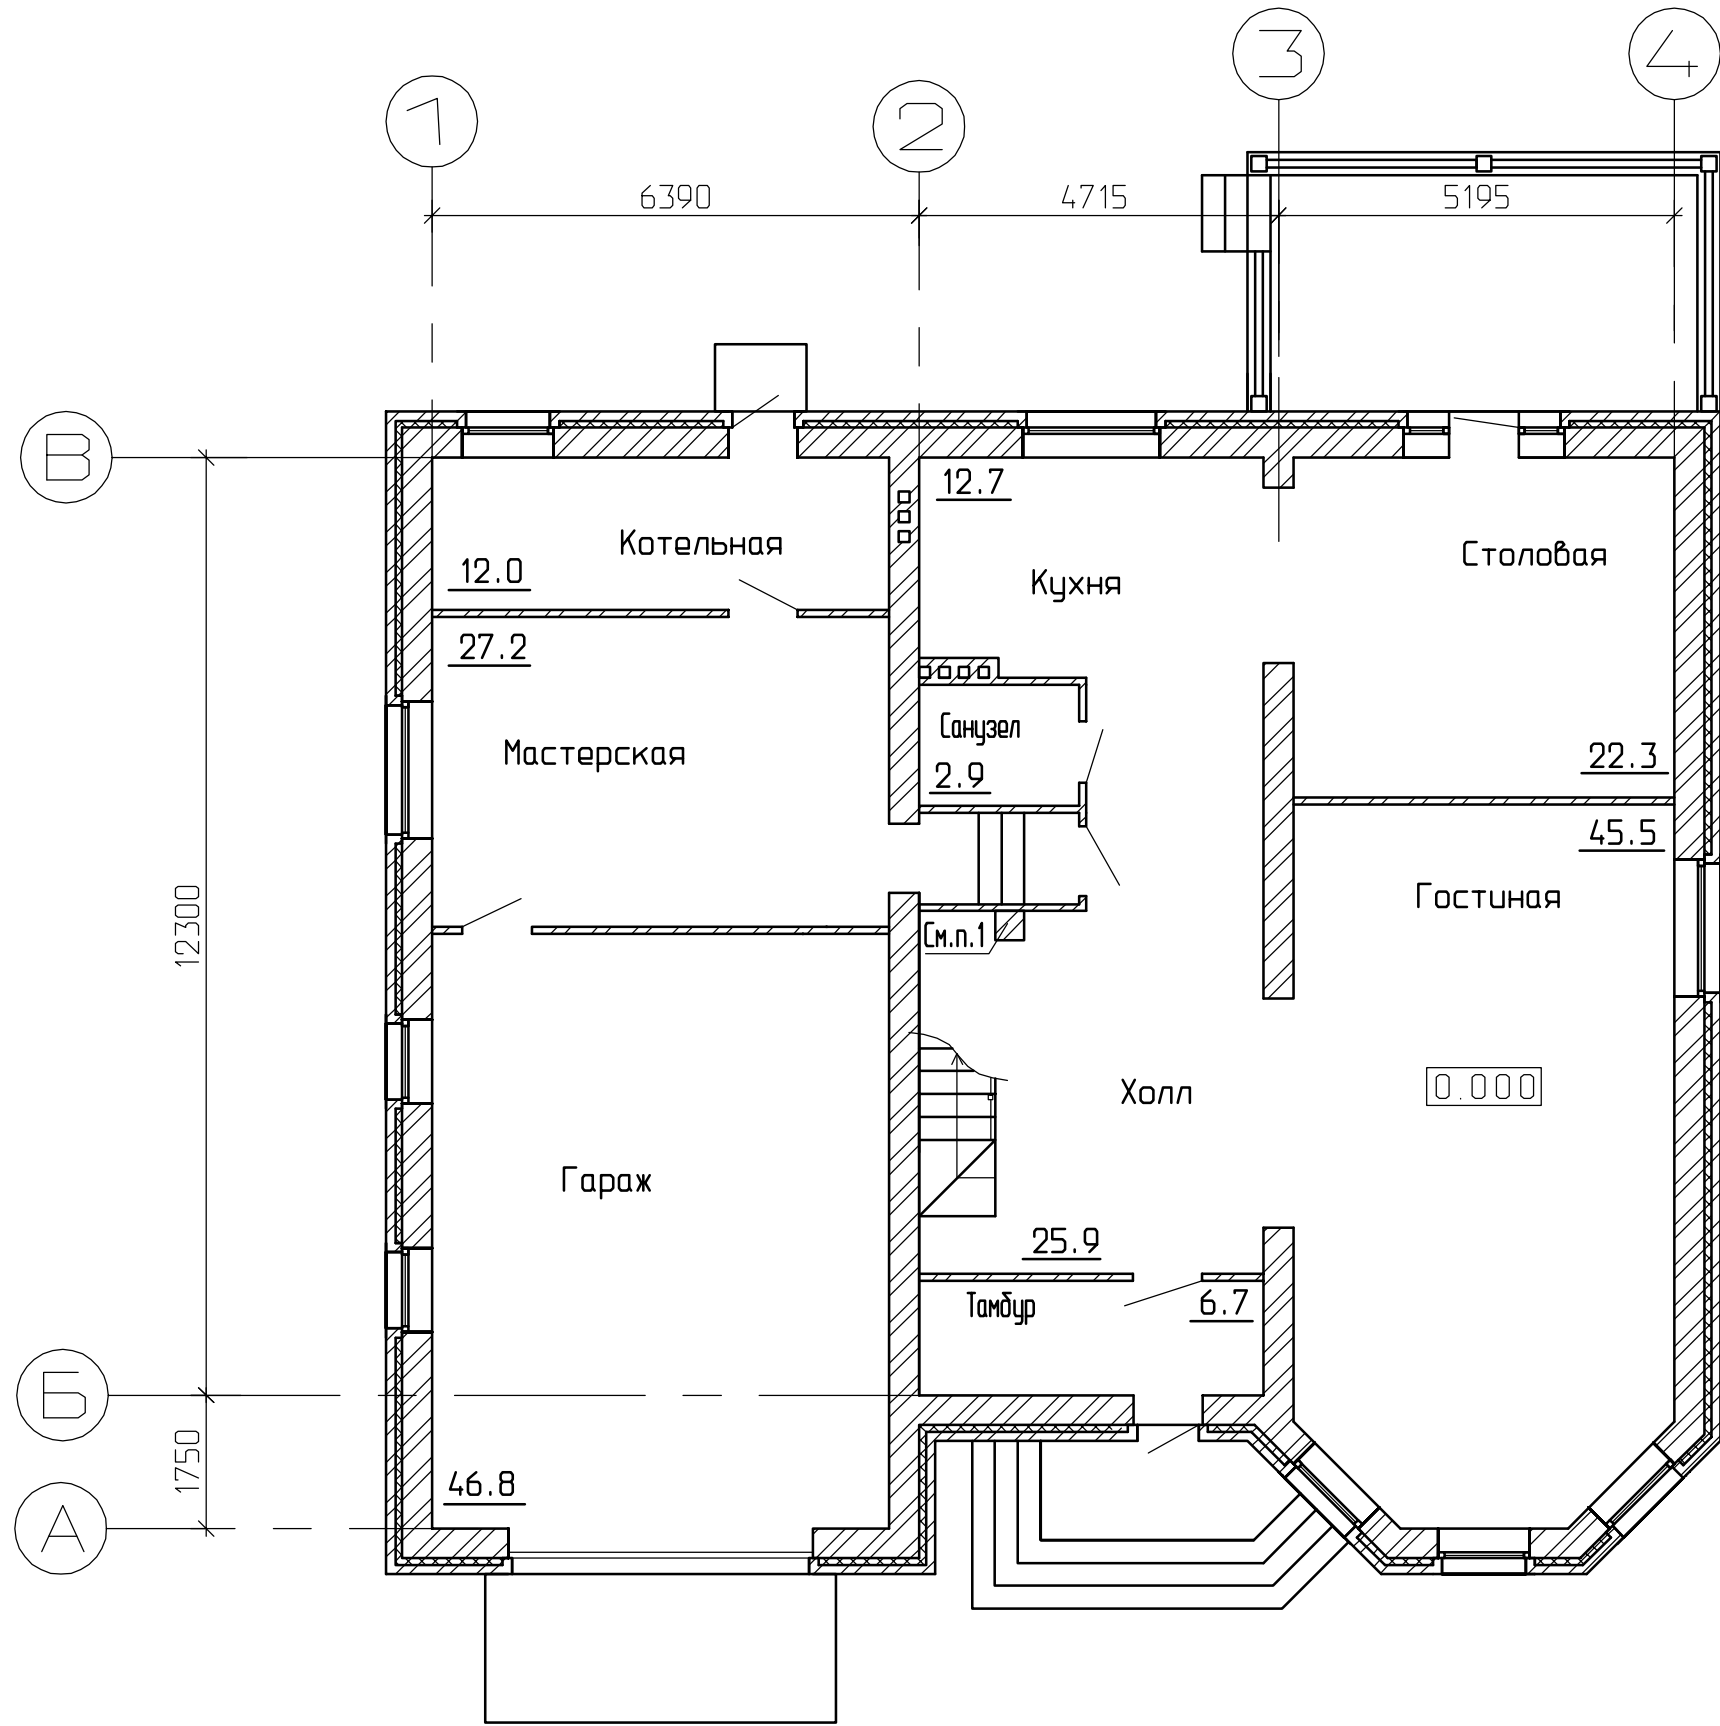 3
4
1
2
6390
4715
5195
В
12.7
Котельная
Столовая
12.0
Кухня
27.2
Санузел
Мастерская
22.3
2.9
45.5
Гостиная
12300
См.п.1
0.000
Холл
Гараж
25.9
Тамбур
6.7
Б
1750
46.8
А